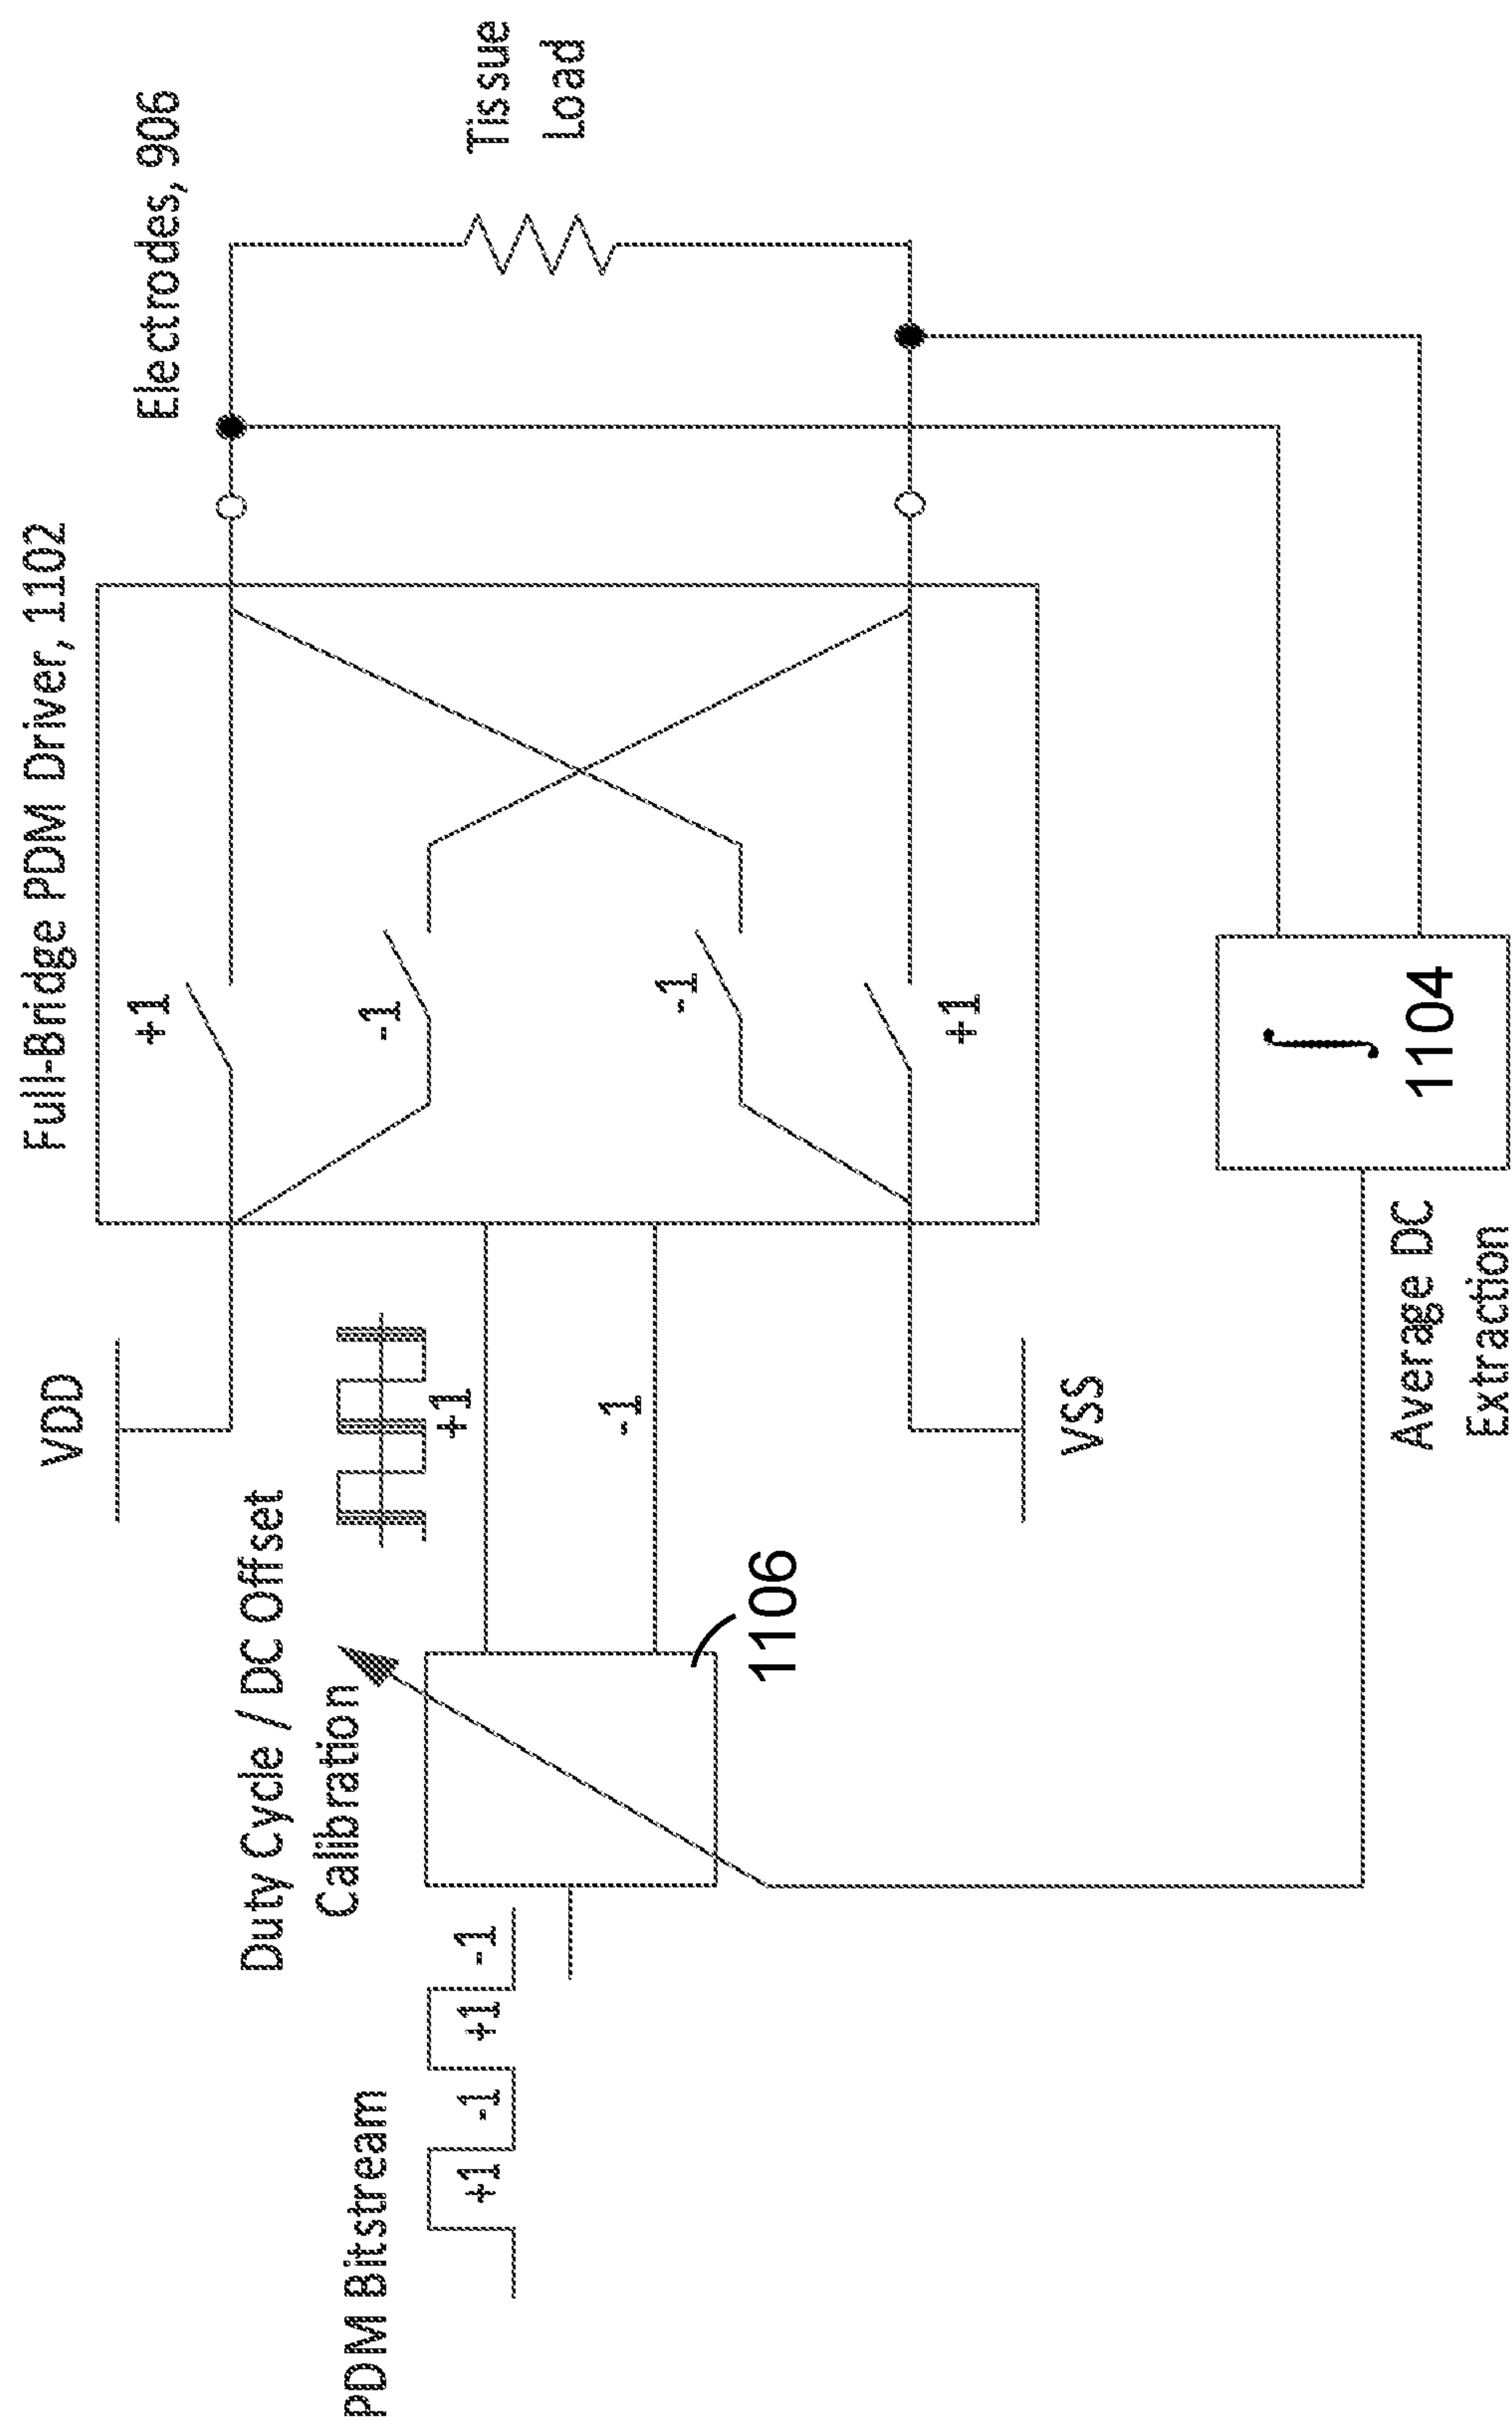 Full-Bridge PDM Driver, 1102
Electrodes, 906
VDD
Duty Cycle / DC Offset
Calibration
PDM Bitstream
+1
-1
+1
-1
+1
-1
+1
-1
-1
+1
Tissue
Load
1106
VSS
Average DC
Extraction
∫
1104